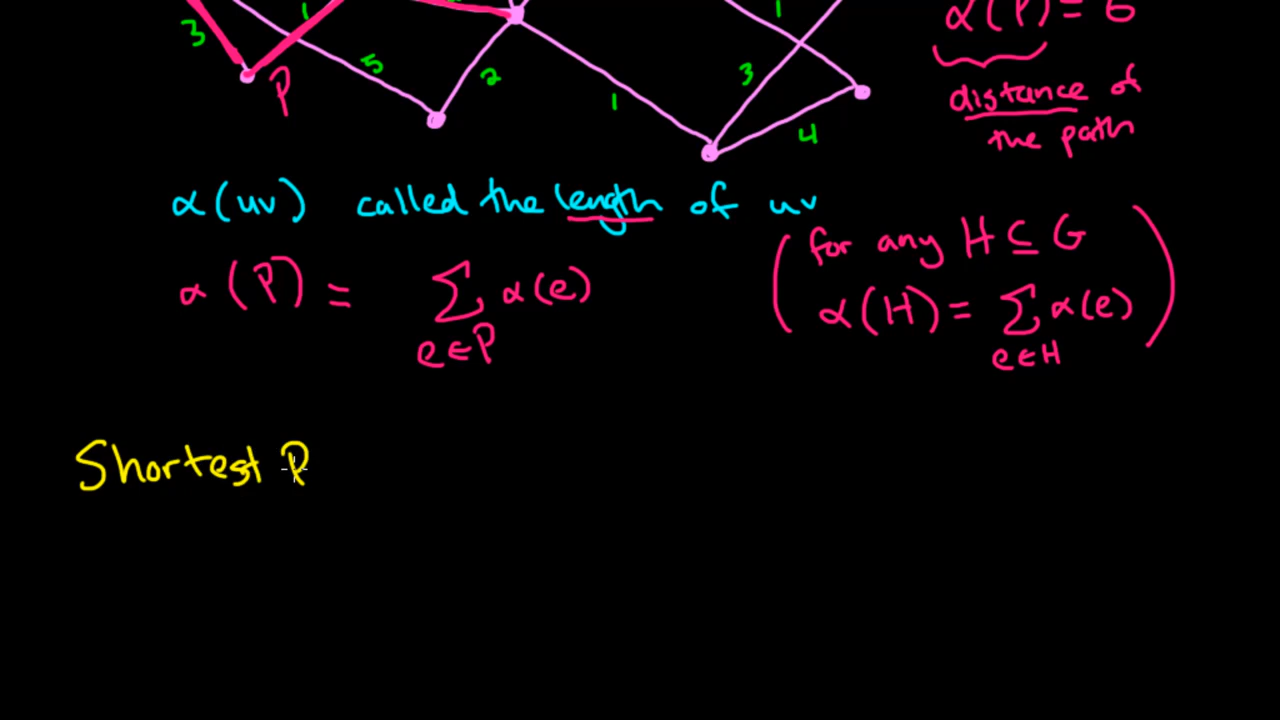 α(P) = 6
1
1
3
5
2
3
1
4
P
distance of
the path
α(uv) called the length of uv
(for any H ⊆ G
α(H) = Σ α(e))
e∈H
α(P) = Σ α(e)
e∈P
Shortest P